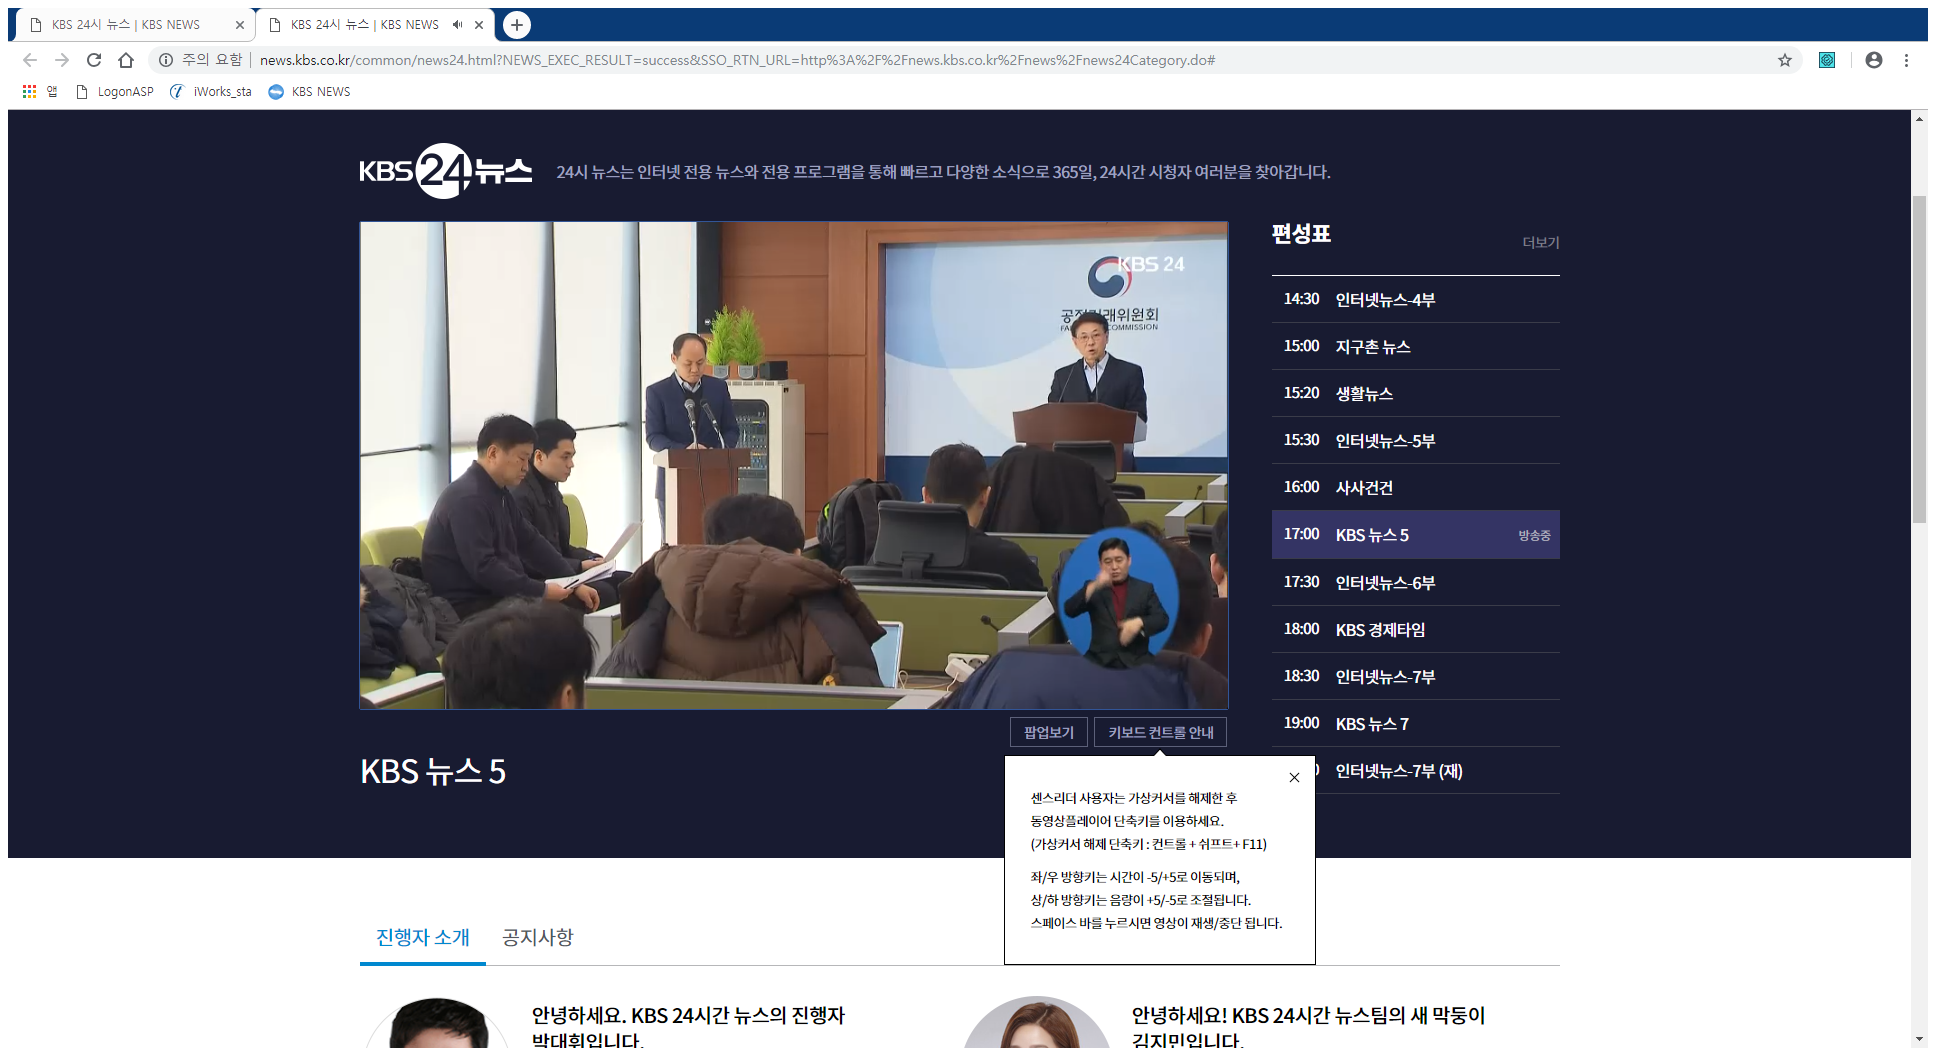 KBS 24시 뉴스 | KBS NEWS
KBS 24시 뉴스 | KBS NEWS
주의 요함
news.kbs.co.kr/common/news24.html?NEWS_EXEC_RESULT=success&SSO_RTN_URL=http%3A%2F%2Fnews.kbs.co.kr%2Fnews%2Fnews24Category.do#
앱
LogonASP
iWorks_sta
KBS NEWS
KBS 24 뉴스
24시 뉴스는 인터넷 전용 뉴스와 전용 프로그램을 통해 빠르고 다양한 소식으로 365일, 24시간 시청자 여러분을 찾아갑니다.
KBS 24
편성표
더보기
14:30 인터넷뉴스-4부
15:00 지구촌 뉴스
15:20 생활뉴스
15:30 인터넷뉴스-5부
16:00 사사건건
17:00 KBS 뉴스 5 방송중
17:30 인터넷뉴스-6부
18:00 KBS 경제타임
18:30 인터넷뉴스-7부
19:00 KBS 뉴스 7
인터넷뉴스-7부 (재)
팝업보기
키보드 컨트롤 안내
KBS 뉴스 5
센스리더 사용자는 가상커서를 해제한 후
동영상플레이어 단축키를 이용하세요.
(가상커서 해제 단축키 : 컨트롤 + 쉬프트+ F11)
좌/우 방향키는 시간이 -5/+5로 이동되며,
상/하 방향키는 음량이 +5/-5로 조절됩니다.
스페이스 바를 누르시면 영상이 재생/중단 됩니다.
진행자 소개
공지사항
안녕하세요. KBS 24시간 뉴스의 진행자
박대휘입니다.
안녕하세요! KBS 24시간 뉴스팀의 새 막둥이
김지민입니다.